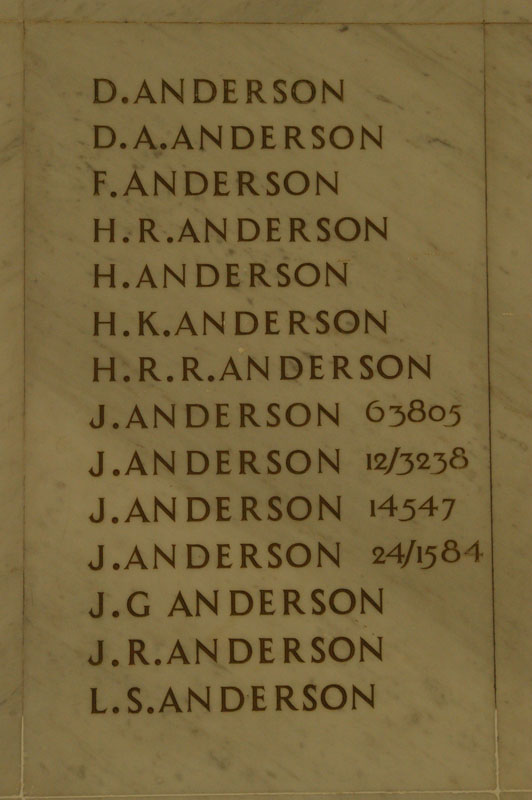 D.ANDERSON
D.A.ANDERSON
F.ANDERSON
H.R.ANDERSON
H.ANDERSON
H.K.ANDERSON
H.R.R.ANDERSON
J.ANDERSON 63805
J.ANDERSON 12/3238
J.ANDERSON 14547
J.ANDERSON 24/1584
J.G ANDERSON
J.R.ANDERSON
L.S.ANDERSON